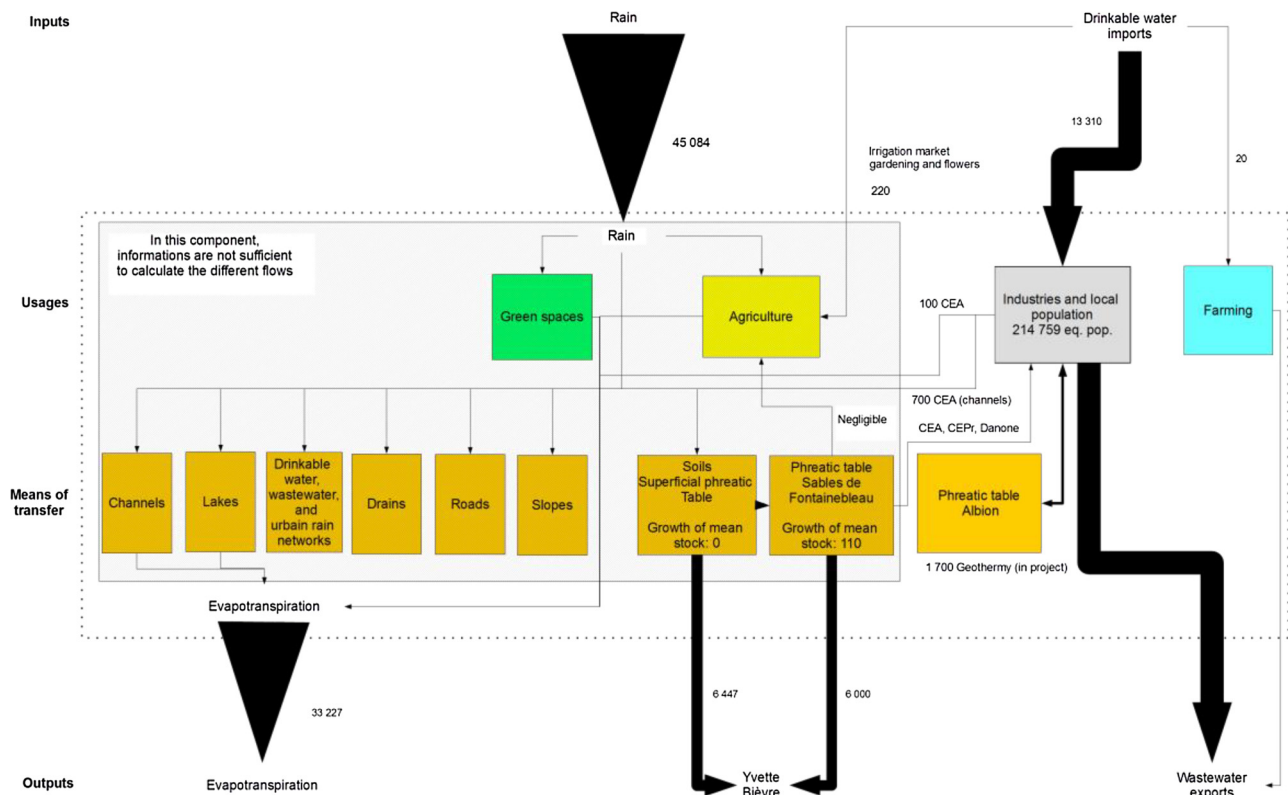 Inputs
Rain
Drinkable water
imports
45 084
13 310
Irrigation market
gardening and flowers
220
20
In this component,
informations are not sufficient
to calculate the different flows
Rain
Usages
Green spaces
Agriculture
100 CEA
Industries and local
population
214 759 eq. pop.
Farming
700 CEA (channels)
Negligible
CEA, CEPr, Danone
Means of
transfer
Channels
Lakes
Drinkable
water,
wastewater,
and
urbain rain
networks
Drains
Roads
Slopes
Soils
Superficial phreatic
Table
Growth of mean
stock: 0
Phreatic table
Sables de
Fontainebleau
Growth of mean
stock: 110
Phreatic table
Albion
1 700 Geothermy (in project)
Evapotranspiration
33 227
6 447
6 000
Outputs
Evapotranspiration
Yvette
Bièvre
Wastewater
exports